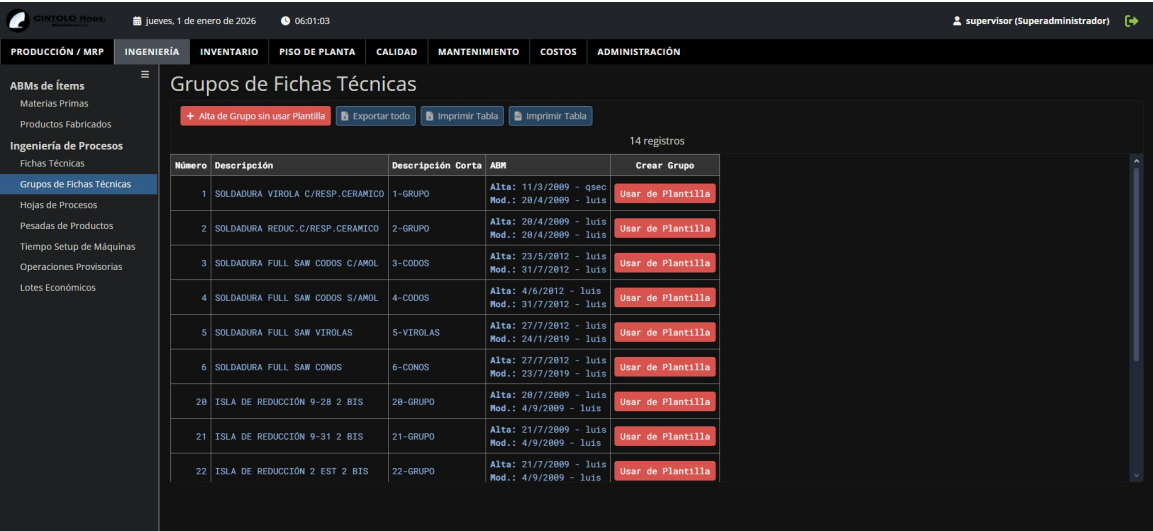 CINTOLO Hnos.
jueves, 1 de enero de 2026
06:01:03
supervisor (Superadministrador)
PRODUCCIÓN / MRP INGENIERÍA INVENTARIO PISO DE PLANTA CALIDAD MANTENIMIENTO COSTOS ADMINISTRACIÓN
ABMs de Ítems
Materias Primas
Productos Fabricados
Ingeniería de Procesos
Fichas Técnicas
Grupos de Fichas Técnicas
Hojas de Procesos
Pesadas de Productos
Tiempo Setup de Máquinas
Operaciones Provisorias
Lotes Económicos
Grupos de Fichas Técnicas
+ Alta de Grupo sin usar Plantilla Exportar todo Imprimir Tabla Imprimir Tabla
14 registros
Número Descripción Descripción Corta ABM Crear Grupo
1 SOLDADURA VIROLA C/RESP.CERAMICO 1-GRUPO Alta: 11/3/2009 - qsec Usar de Plantilla
Mod.: 20/4/2009 - luis
2 SOLDADURA REDUC.C/RESP.CERAMICO 2-GRUPO Alta: 20/4/2009 - luis Usar de Plantilla
Mod.: 20/4/2009 - luis
3 SOLDADURA FULL SAW CODOS C/AMOL 3-CODOS Alta: 23/5/2012 - luis Usar de Plantilla
Mod.: 31/7/2012 - luis
4 SOLDADURA FULL SAW CODOS S/AMOL 4-CODOS Alta: 4/6/2012 - luis Usar de Plantilla
Mod.: 31/7/2012 - luis
5 SOLDADURA FULL SAW VIROLAS 5-VIROLAS Alta: 27/7/2012 - luis Usar de Plantilla
Mod.: 24/1/2019 - luis
6 SOLDADURA FULL SAW CONOS 6-CONOS Alta: 27/7/2012 - luis Usar de Plantilla
Mod.: 23/7/2019 - luis
20 ISLA DE REDUCCIÓN 9-28 2 BIS 20-GRUPO Alta: 20/7/2009 - luis Usar de Plantilla
Mod.: 4/9/2009 - luis
21 ISLA DE REDUCCIÓN 9-31 2 BIS 21-GRUPO Alta: 21/7/2009 - luis Usar de Plantilla
Mod.: 4/9/2009 - luis
22 ISLA DE REDUCCIÓN 2 EST 2 BIS 22-GRUPO Alta: 21/7/2009 - luis Usar de Plantilla
Mod.: 4/9/2009 - luis